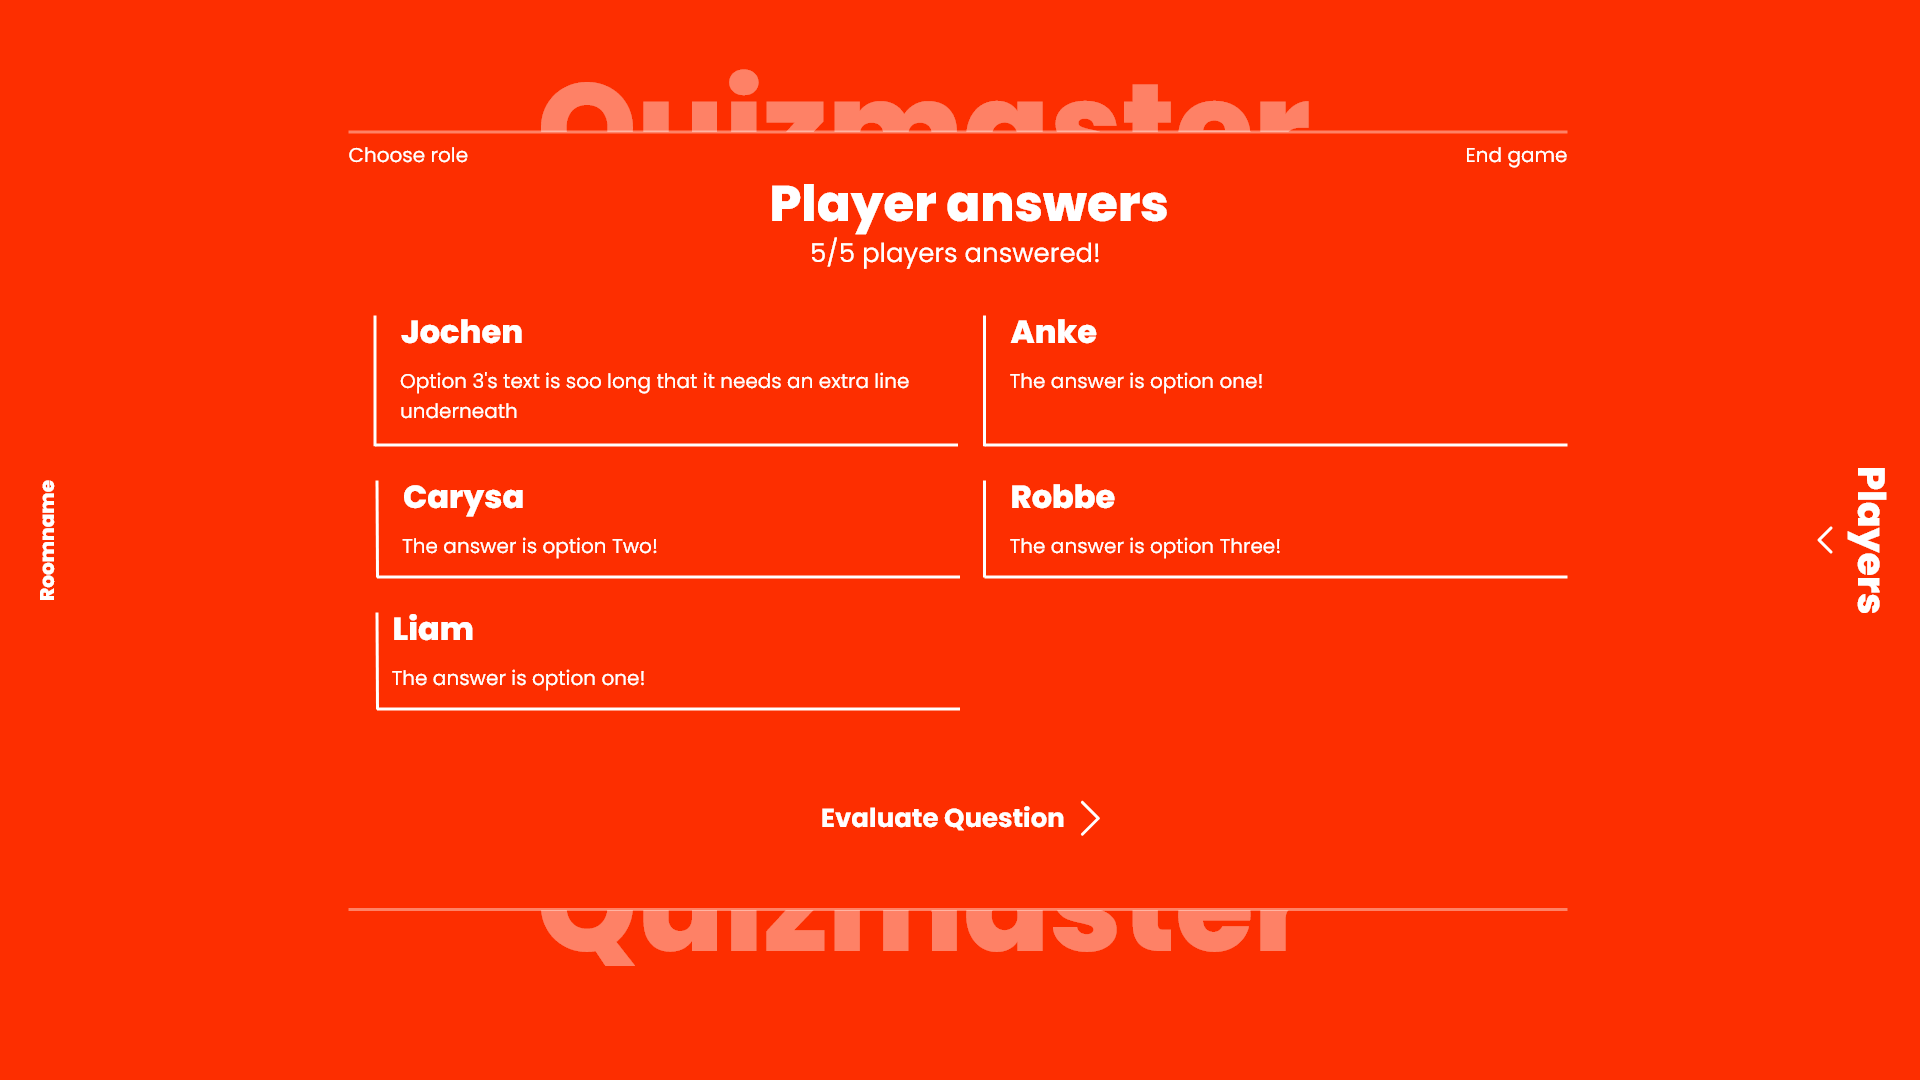 Quizmaster
Choose role
End game
Player answers
5/5 players answered!
Jochen
Option 3's text is soo long that it needs an extra line
underneath
Anke
The answer is option one!
Carysa
The answer is option Two!
Robbe
The answer is option Three!
Liam
The answer is option one!
Evaluate Question
Quizmaster
Roomname
Players